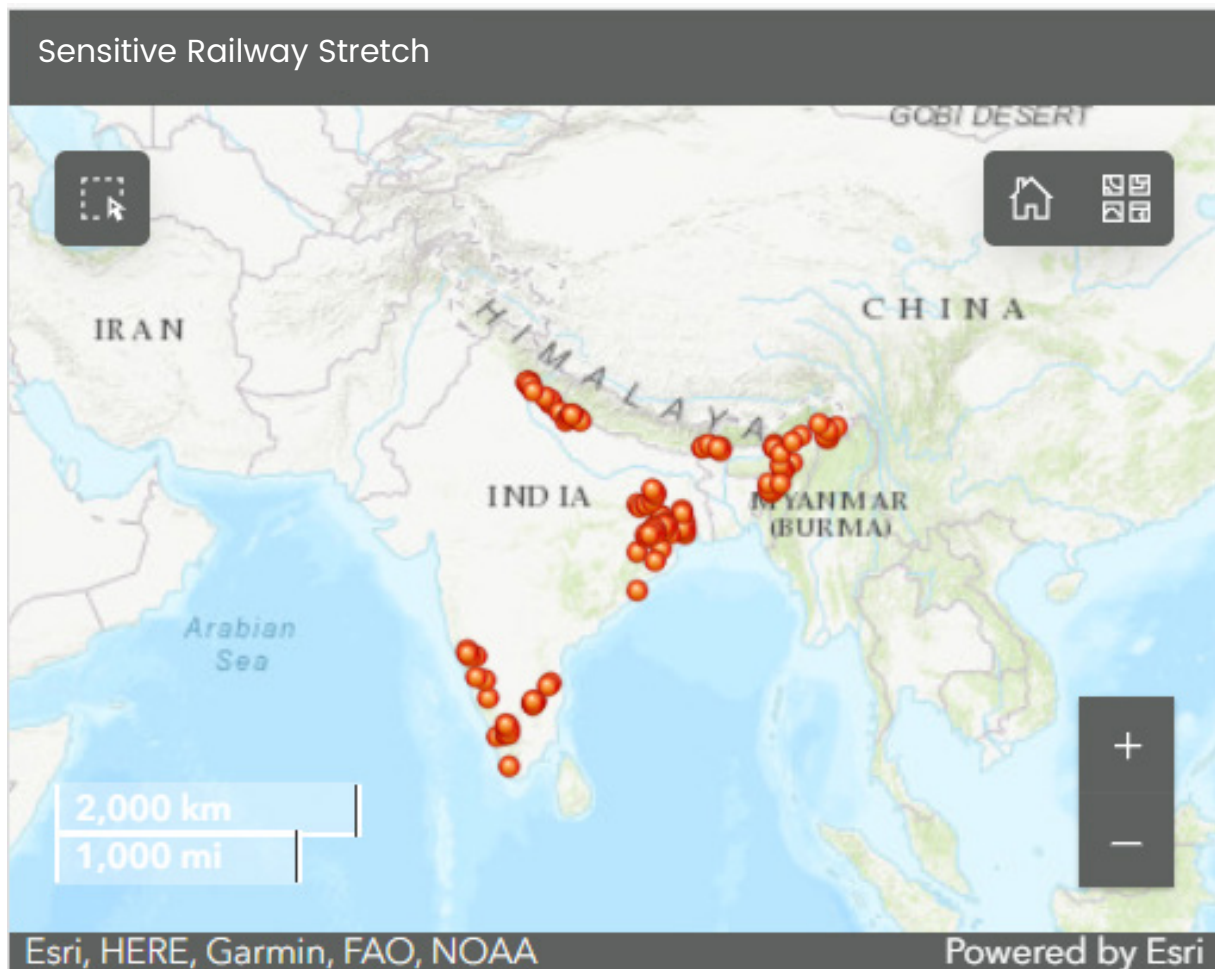 Sensitive Railway Stretch
GOBI DESERT
IRAN
CHINA
HIMALAYA
INDIA
MYANMAR
(BURMA)
Arabian
Sea
2,000 km
1,000 mi
+
−
Esri, HERE, Garmin, FAO, NOAA
Powered by Esri